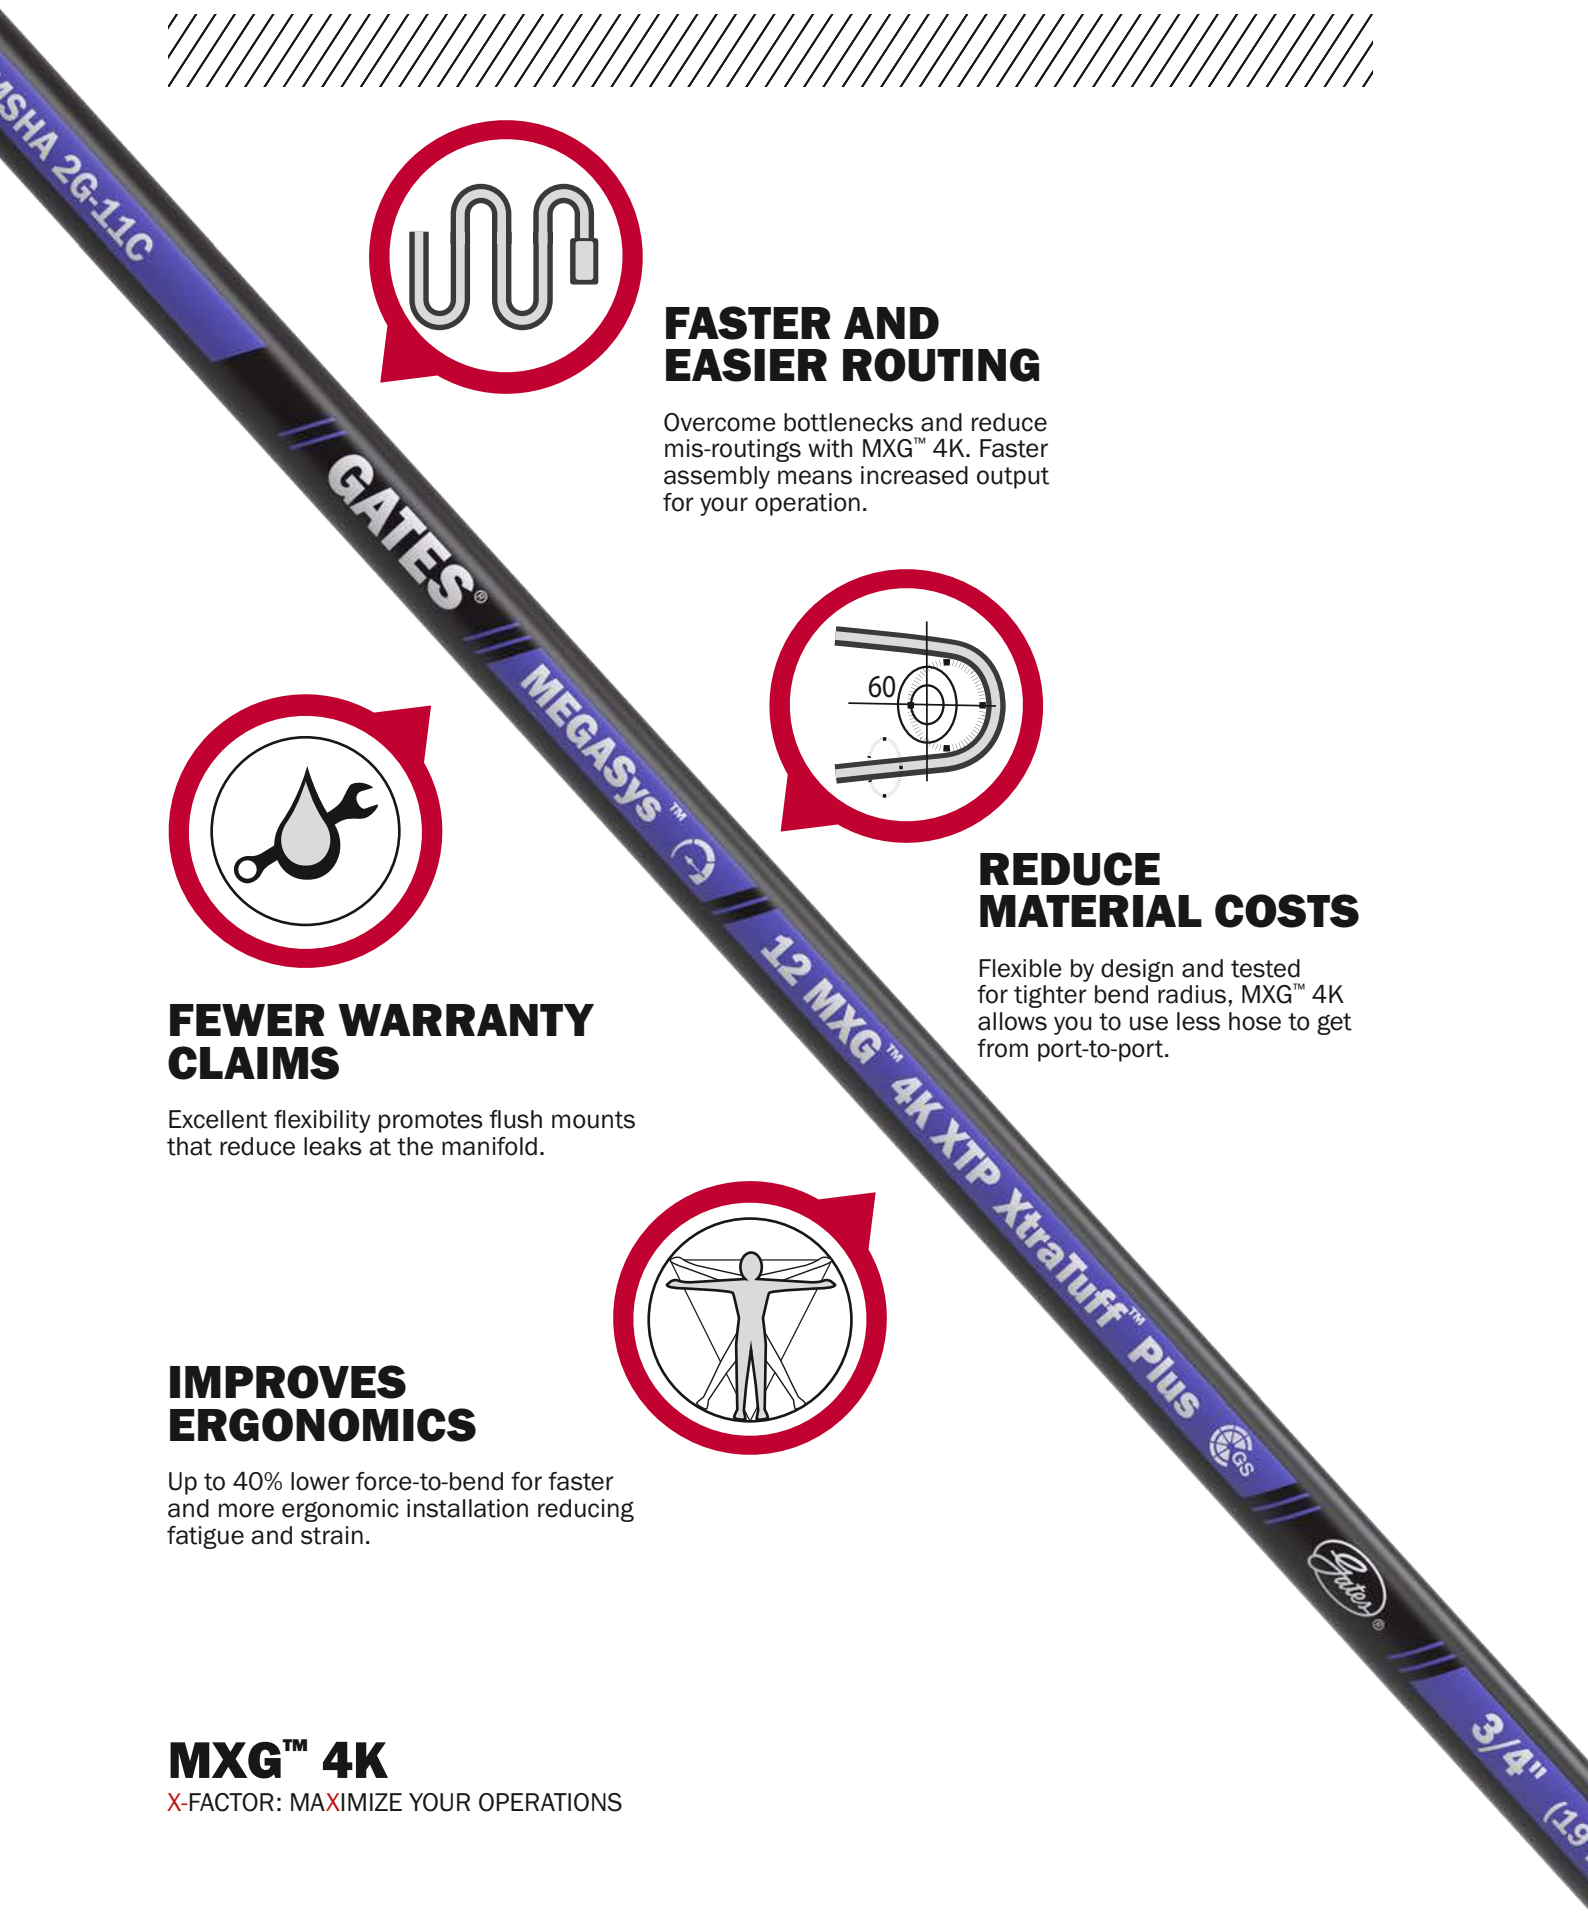 MSHA 2G-11C
GATES®
MEGASys™
12 MXG™ 4K XTP XtraTuff™ Plus
GS
Gates®
3/4" (19
FASTER AND
EASIER ROUTING
Overcome bottlenecks and reduce
mis-routings with MXG™ 4K. Faster
assembly means increased output
for your operation.
60
REDUCE
MATERIAL COSTS
Flexible by design and tested
for tighter bend radius, MXG™ 4K
allows you to use less hose to get
from port-to-port.
FEWER WARRANTY
CLAIMS
Excellent flexibility promotes flush mounts
that reduce leaks at the manifold.
IMPROVES
ERGONOMICS
Up to 40% lower force-to-bend for faster
and more ergonomic installation reducing
fatigue and strain.
MXG™ 4K
X-FACTOR: MAXIMIZE YOUR OPERATIONS